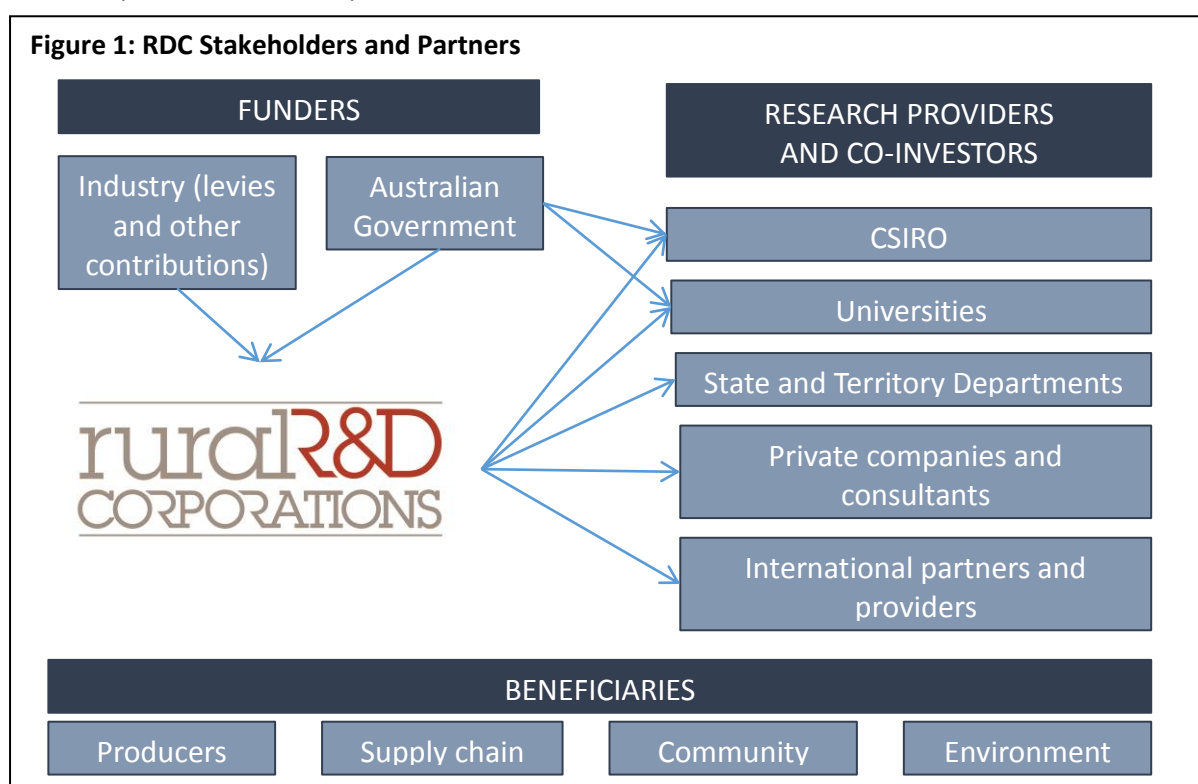 Figure 1: RDC Stakeholders and Partners
FUNDERS
Industry (levies
and other
contributions)
Australian
Government
rural R&D
CORPORATIONS
RESEARCH PROVIDERS
AND CO-INVESTORS
CSIRO
Universities
State and Territory Departments
Private companies and
consultants
International partners and
providers
BENEFICIARIES
Producers
Supply chain
Community
Environment